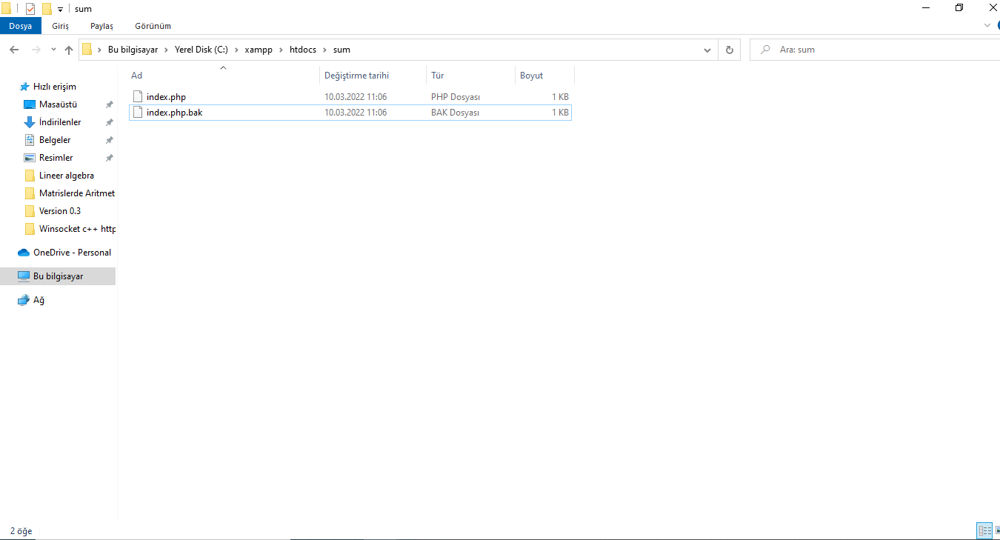 sum
Dosya Giriş Paylaş Görünüm
Bu bilgisayar Yerel Disk (C:) xampp htdocs sum
Ara: sum
Ad Değiştirme tarihi Tür Boyut
index.php 10.03.2022 11:06 PHP Dosyası 1 KB
index.php.bak 10.03.2022 11:06 BAK Dosyası 1 KB
Hızlı erişim
Masaüstü
İndirilenler
Belgeler
Resimler
Lineer algebra
Matrislerde Aritmet
Version 0.3
Winsocket c++ http
OneDrive - Personal
Bu bilgisayar
Ağ
2 öğe